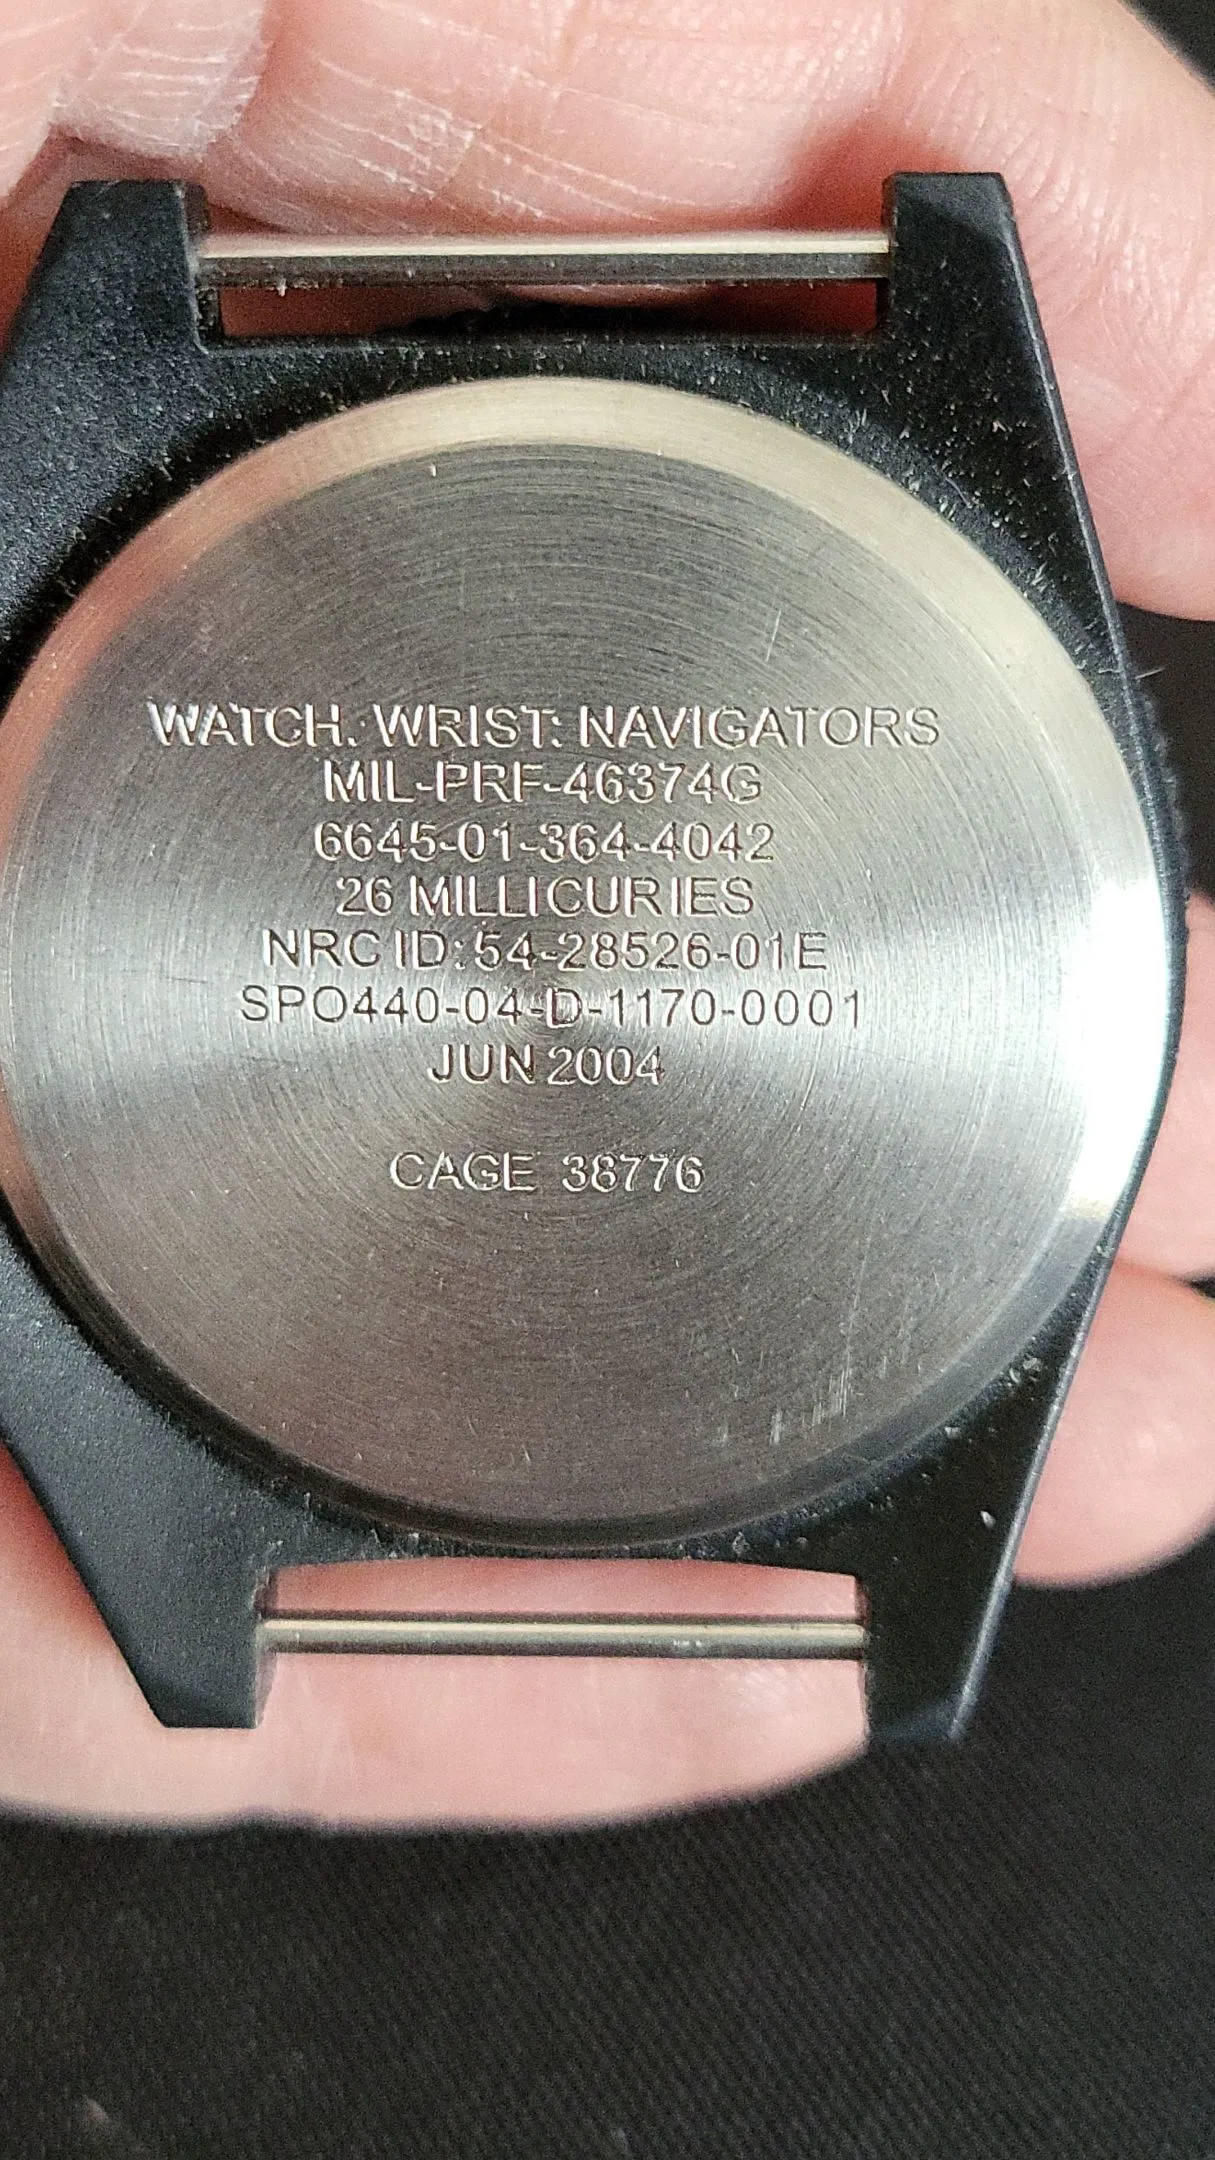 WATCH: WRIST: NAVIGATORS
MIL-PRF-46374G
6645-01-364-4042
26 MILLICURIES
NRC ID: 54-28526-01E
SPO440-04-D-1170-0001
JUN 2004
CAGE 38776